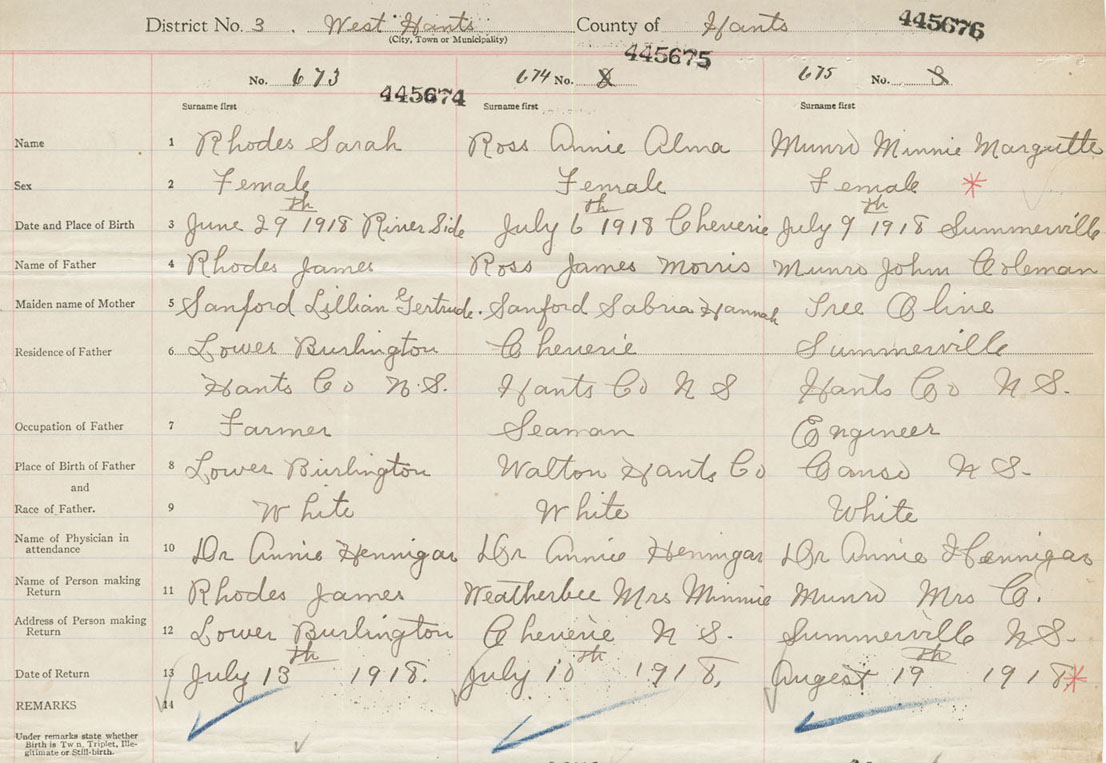 District No. 3 . West Hants County of Hants 445676
(City, Town or Municipality)
445675
No. 673 674 No. 8 675 No. 8
445674
Surname first Surname first Surname first
Name 1 Rhodes Sarah Ross Annie Alma Munro Minnie Margutte
Sex 2 Female Female Female *
Date and Place of Birth 3 June 29th 1918 River Side July 6th 1918 Cheverie July 9th 1918 Summerville
Name of Father 4 Rhodes James Ross James Morris Munro John Coleman
Maiden name of Mother 5 Sanford Lillian Gertrude. Sanford Sabria Hannah Tree Oline
Residence of Father 6 Lower Burlington Cheverie Summerville
Hants Co N.S. Hants Co N S Hants Co N S.
Occupation of Father 7 Farmer Seaman Engineer
Place of Birth of Father 8 Lower Burlington Walton Hants Co Canso N S.
and
Race of Father. 9 White White White
Name of Physician in attendance 10 Dr Annie Hennigar Dr Annie Hennigar Dr Annie Hennigar
Name of Person making Return 11 Rhodes James Weatherbee Mrs Minnie Munro Mrs C.
Address of Person making Return 12 Lower Burlington Cheverie N S. Summerville N S.
Date of Return 13 July 13th 1918. July 10th 1918, Augest 19th 1918 *
REMARKS 14
Under remarks state whether
Birth is Twn, Triplet, Ille-
gitimate or Still-birth.